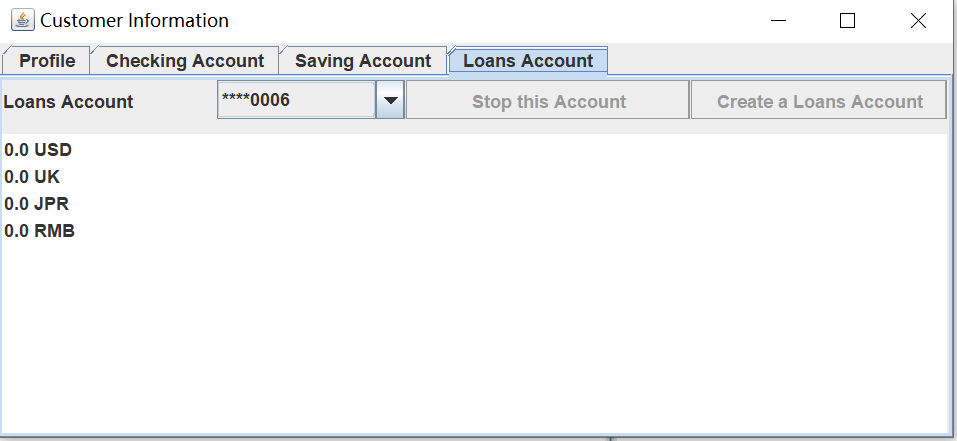 Customer Information
Profile Checking Account Saving Account Loans Account
Loans Account ****0006 Stop this Account Create a Loans Account
0.0 USD
0.0 UK
0.0 JPR
0.0 RMB